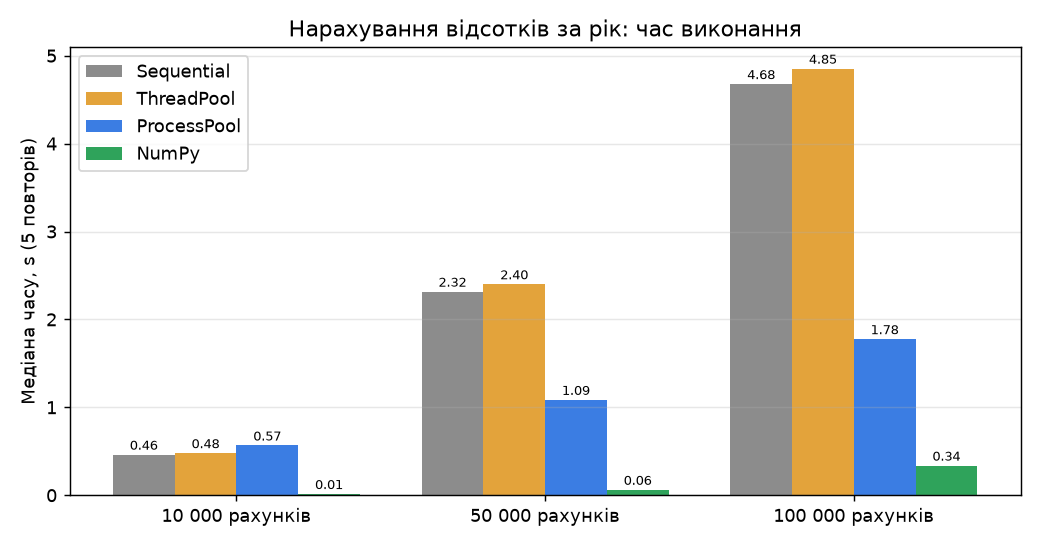 Нарахування відсотків за рік: час виконання
Медіана часу, s (5 повторів)
5
4
3
2
1
0
Sequential
ThreadPool
ProcessPool
NumPy
0.46
0.48
0.57
0.01
2.32
2.40
1.09
0.06
4.68
4.85
1.78
0.34
10 000 рахунків
50 000 рахунків
100 000 рахунків